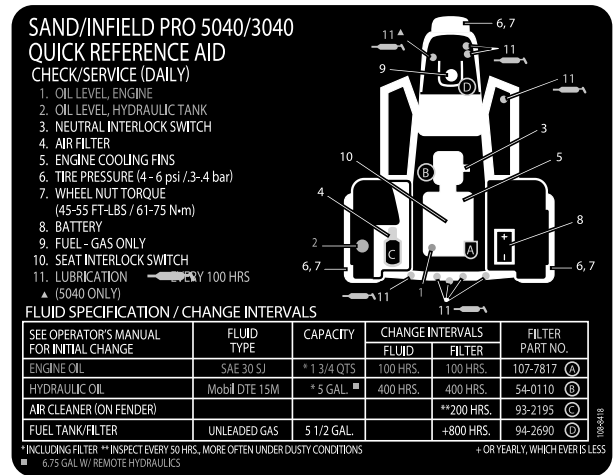 SAND/INFIELD PRO 5040/3040
QUICK REFERENCE AID
CHECK/SERVICE (DAILY)
1. OIL LEVEL, ENGINE
2. OIL LEVEL, HYDRAULIC TANK
3. NEUTRAL INTERLOCK SWITCH
4. AIR FILTER
5. ENGINE COOLING FINS
6. TIRE PRESSURE (4 - 6 psi /.3-.4 bar)
7. WHEEL NUT TORQUE
(45-55 FT-LBS / 61-75 N•m)
8. BATTERY
9. FUEL - GAS ONLY
10. SEAT INTERLOCK SWITCH
11. LUBRICATION 100 HRS
▲ (5040 ONLY)
6, 7
11 ▲
11
9
D
11
3
B
10
5
4
8
2
C
A
+
-
6, 7
6, 7
11
1
11
FLUID SPECIFICATION / CHANGE INTERVALS
SEE OPERATOR'S MANUAL FOR INITIAL CHANGE FLUID TYPE CAPACITY CHANGE INTERVALS FILTER PART NO.
FLUID FILTER
ENGINE OIL SAE 30 SJ * 1 3/4 QTS 100 HRS. 100 HRS. 107-7817 A
HYDRAULIC OIL Mobil DTE 15M * 5 GAL. ■ 400 HRS. 400 HRS. 54-0110 B
AIR CLEANER (ON FENDER) **200 HRS. 93-2195 C
FUEL TANK/FILTER UNLEADED GAS 5 1/2 GAL. +800 HRS. 94-2690 D
108-8418
* INCLUDING FILTER ** INSPECT EVERY 50 HRS, MORE OFTEN UNDER DUSTY CONDITIONS + OR YEARLY, WHICH EVER IS LESS
■ 6.75 GAL W/ REMOTE HYDRAULICS